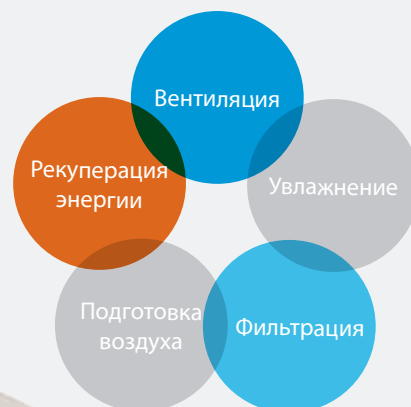 Вентиляция
Рекуперация
энергии
Увлажнение
Подготовка
воздуха
Фильтрация